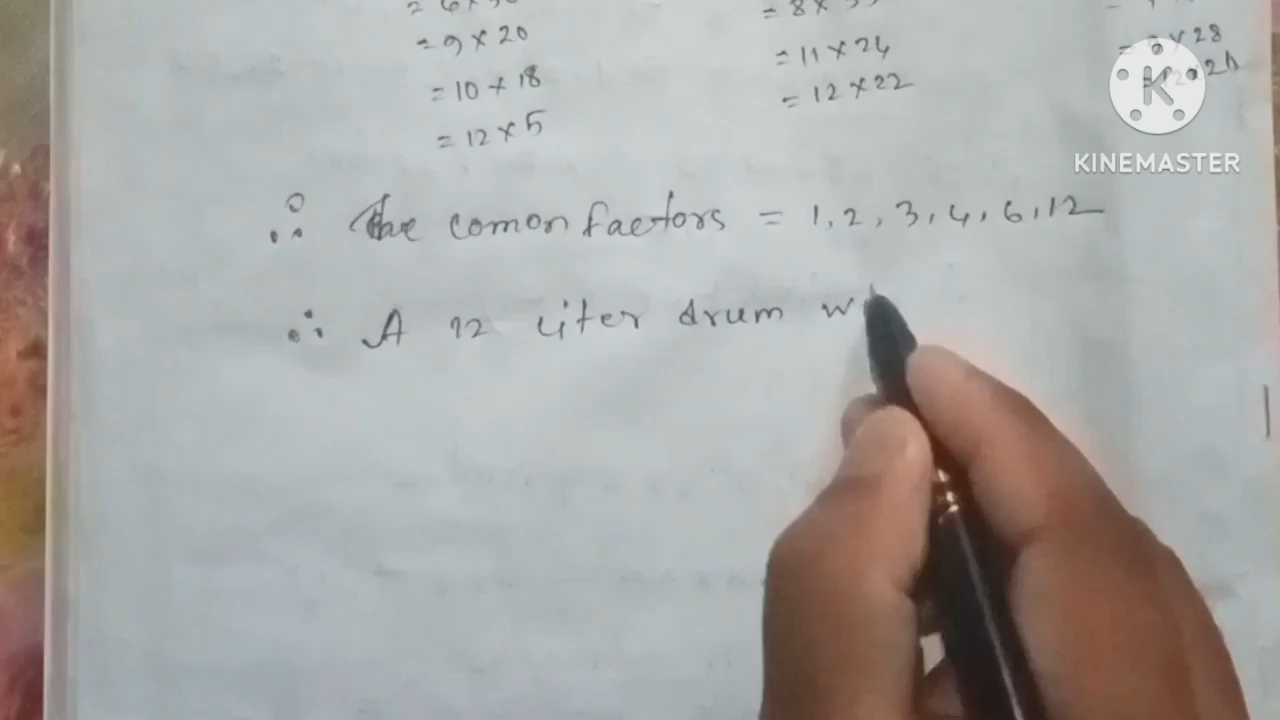 = 9 × 20
= 11 × 24
= 10 × 18
= 12 × 22
= 12 × 5
K
KINEMASTER
∴ The comon factors = 1, 2, 3, 4, 6, 12
∴ A 12 liter drum w